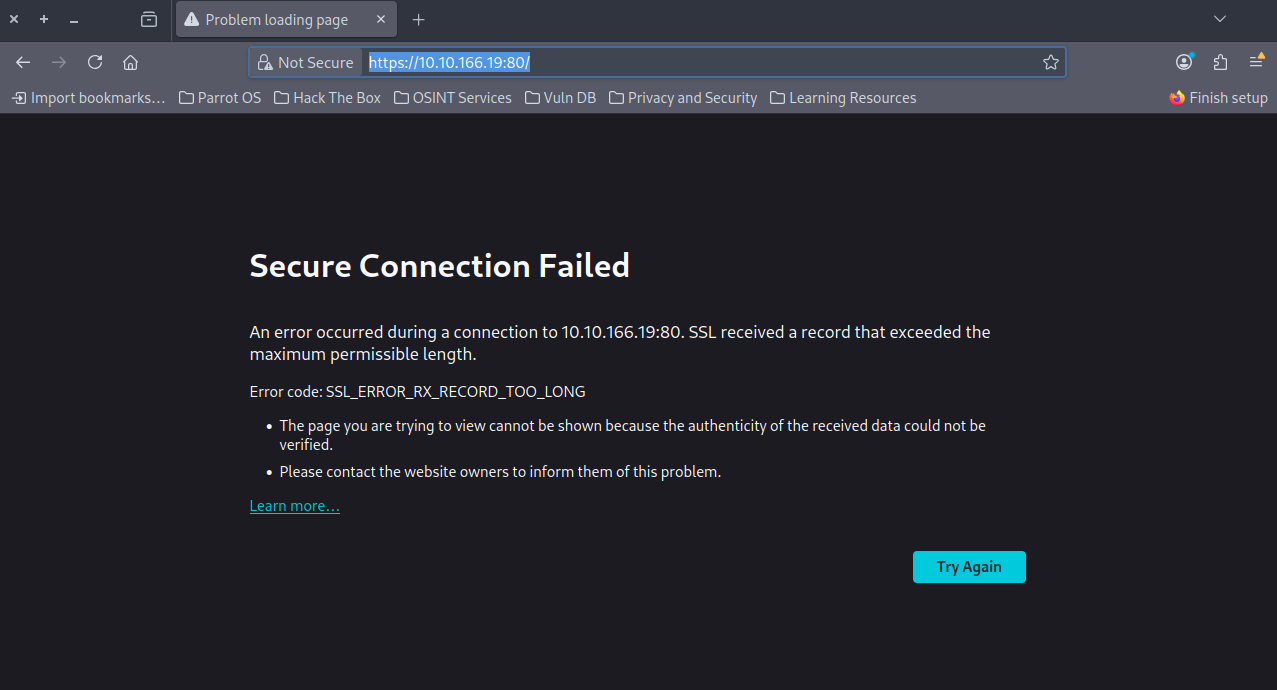 Problem loading page
Not Secure https://10.10.166.19:80/
Import bookmarks… Parrot OS Hack The Box OSINT Services Vuln DB Privacy and Security Learning Resources Finish setup
Secure Connection Failed
An error occurred during a connection to 10.10.166.19:80. SSL received a record that exceeded the
maximum permissible length.
Error code: SSL_ERROR_RX_RECORD_TOO_LONG
• The page you are trying to view cannot be shown because the authenticity of the received data could not be
verified.
• Please contact the website owners to inform them of this problem.
Learn more…
Try Again